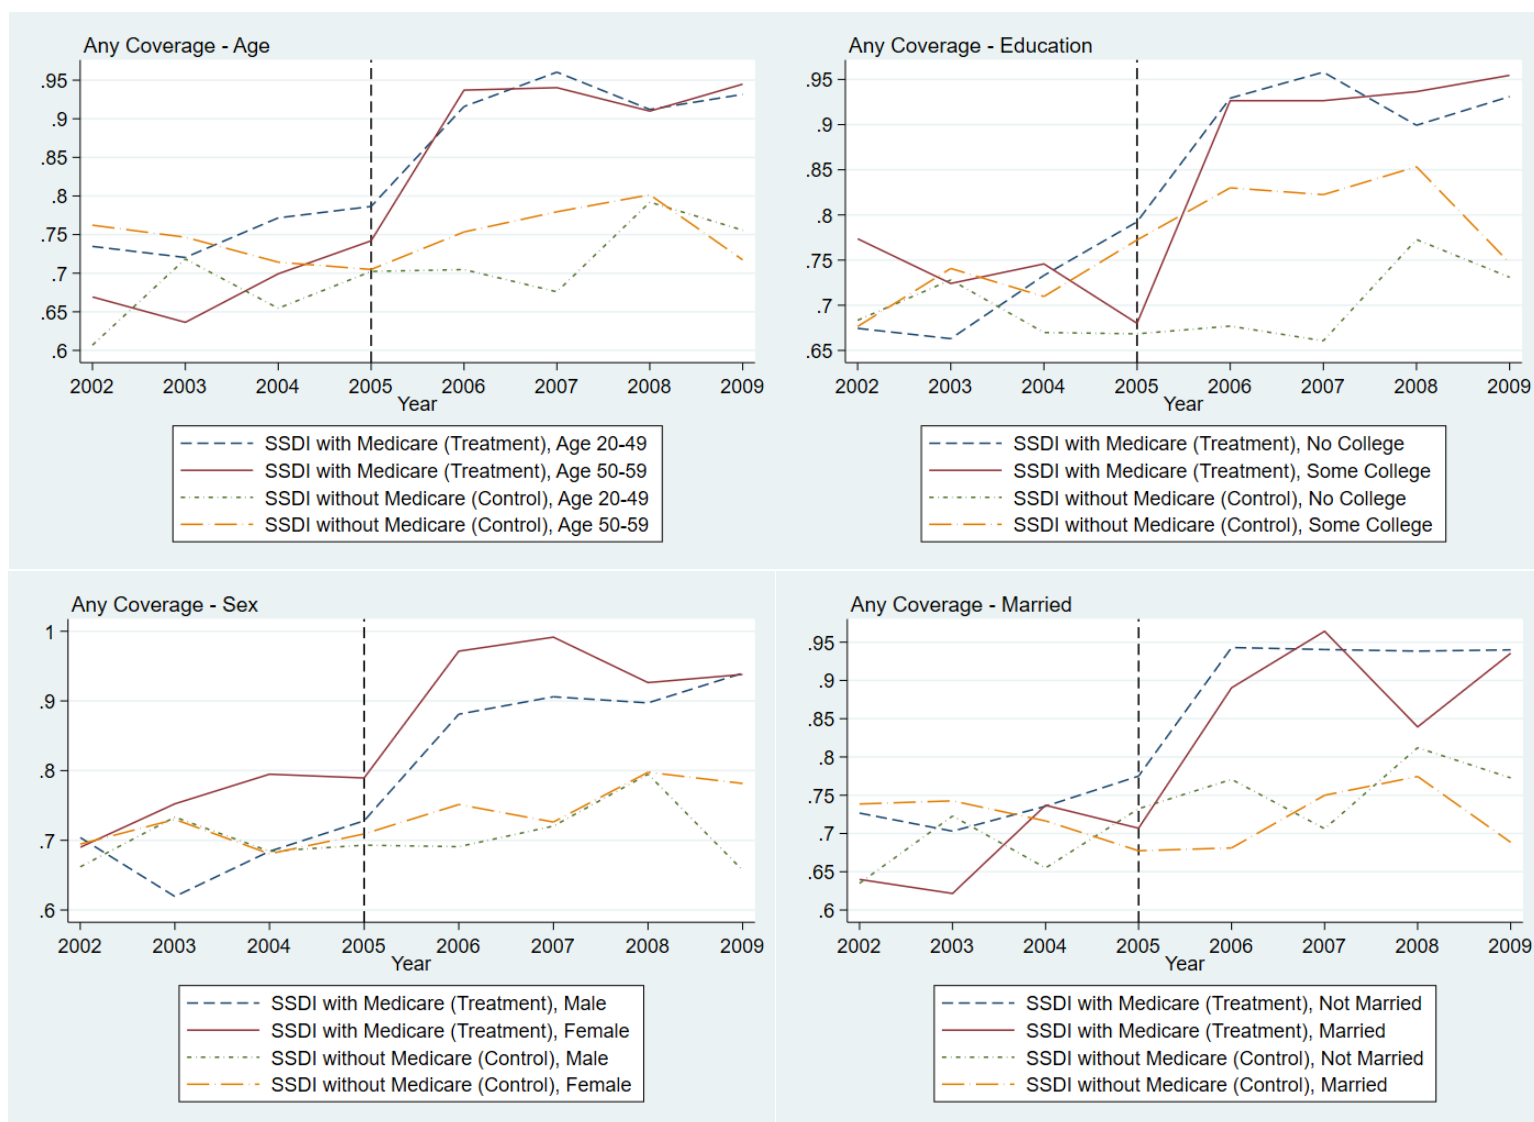 Any Coverage - Age
.95
.9
.85
.8
.75
.7
.65
.6
2002 2003 2004 2005 2006 2007 2008 2009
Year
SSDI with Medicare (Treatment), Age 20-49
SSDI with Medicare (Treatment), Age 50-59
SSDI without Medicare (Control), Age 20-49
SSDI without Medicare (Control), Age 50-59
Any Coverage - Education
.95
.9
.85
.8
.75
.7
.65
2002 2003 2004 2005 2006 2007 2008 2009
Year
SSDI with Medicare (Treatment), No College
SSDI with Medicare (Treatment), Some College
SSDI without Medicare (Control), No College
SSDI without Medicare (Control), Some College
Any Coverage - Sex
1
.9
.8
.7
.6
2002 2003 2004 2005 2006 2007 2008 2009
Year
SSDI with Medicare (Treatment), Male
SSDI with Medicare (Treatment), Female
SSDI without Medicare (Control), Male
SSDI without Medicare (Control), Female
Any Coverage - Married
.95
.9
.85
.8
.75
.7
.65
.6
2002 2003 2004 2005 2006 2007 2008 2009
Year
SSDI with Medicare (Treatment), Not Married
SSDI with Medicare (Treatment), Married
SSDI without Medicare (Control), Not Married
SSDI without Medicare (Control), Married